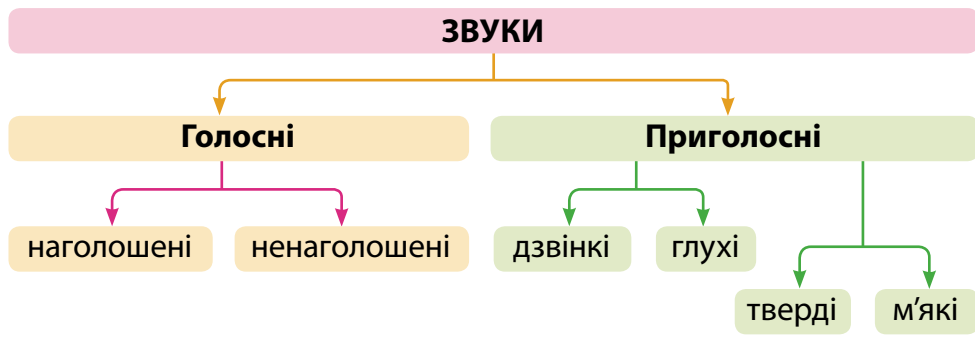 ЗВУКИ
Голосні
Приголосні
наголошені
ненаголошені
дзвінкі
глухі
тверді
м’які